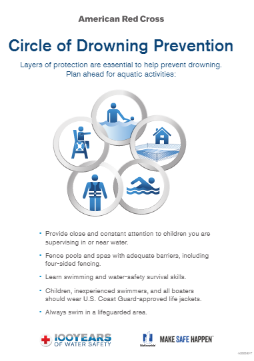 American Red Cross
Circle of Drowning Prevention
Layers of protection are essential to help prevent drowning.
Plan ahead for aquatic activities:
• Provide close and constant attention to children you are
supervising in or near water.
• Fence pools and spas with adequate barriers, including
four-sided fencing.
• Learn swimming and water-safety survival skills.
• Children, inexperienced swimmers, and all boaters
should wear U.S. Coast Guard-approved life jackets.
• Always swim in a lifeguarded area.
100YEARS
OF WATER SAFETY
Nationwide
MAKE SAFE HAPPEN